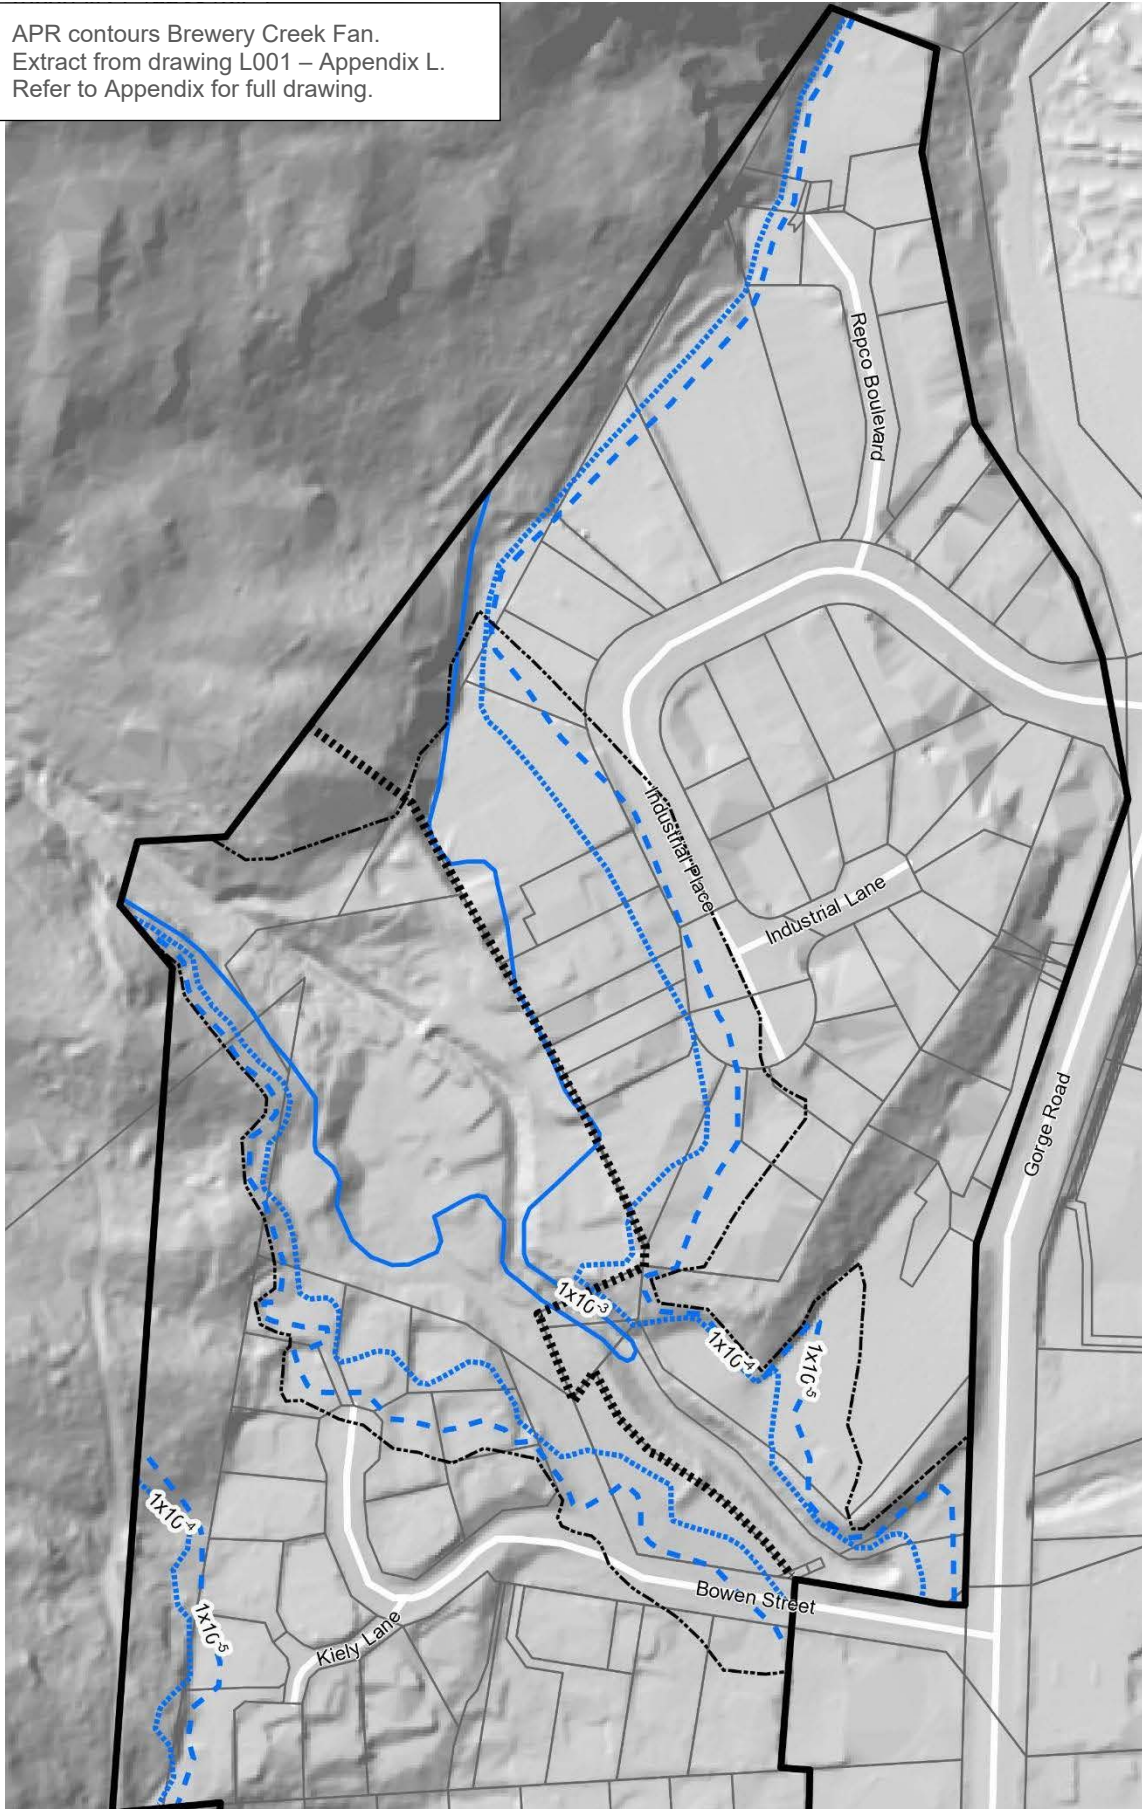 APR contours Brewery Creek Fan.
Extract from drawing L001 – Appendix L.
Refer to Appendix for full drawing.
Repco Boulevard
Industrial Place
Industrial Lane
Gorge Road
1x10-3
1x10-4
1x10-5
1x10-4
1x10-5
Bowen Street
Kiely Lane